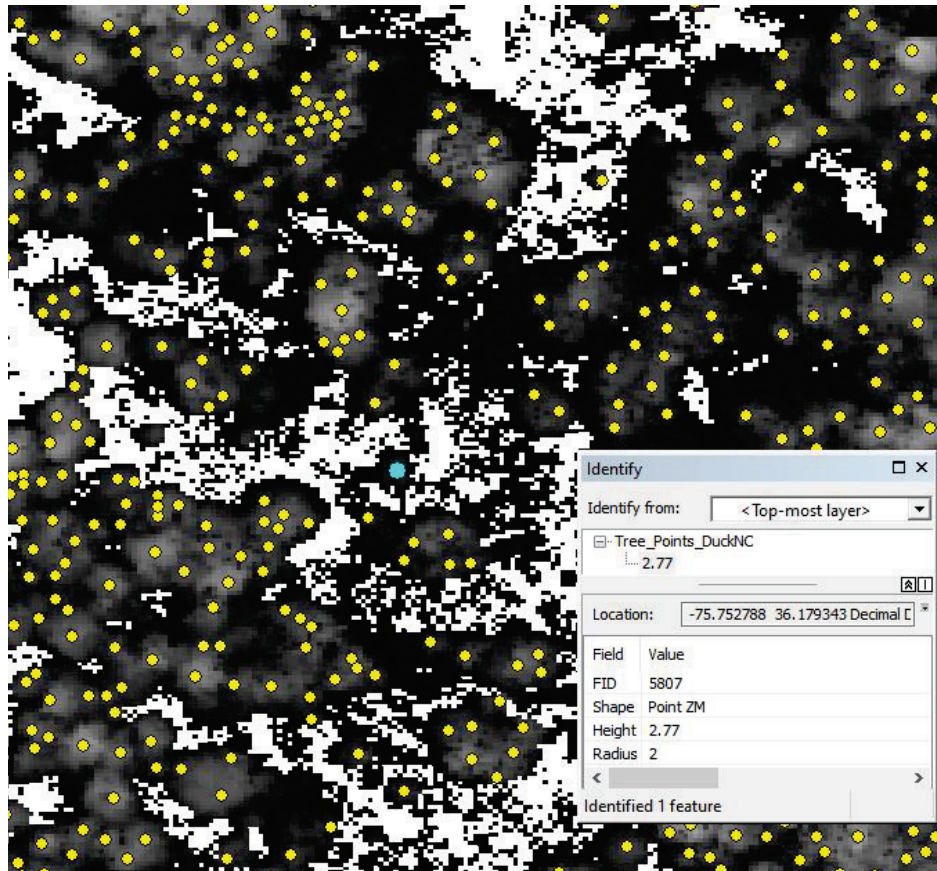 Identify
Identify from: <Top-most layer>
Tree_Points_DuckNC
2.77
Location: -75.752788 36.179343 Decimal D
Field Value
FID 5807
Shape Point ZM
Height 2.77
Radius 2
Identified 1 feature